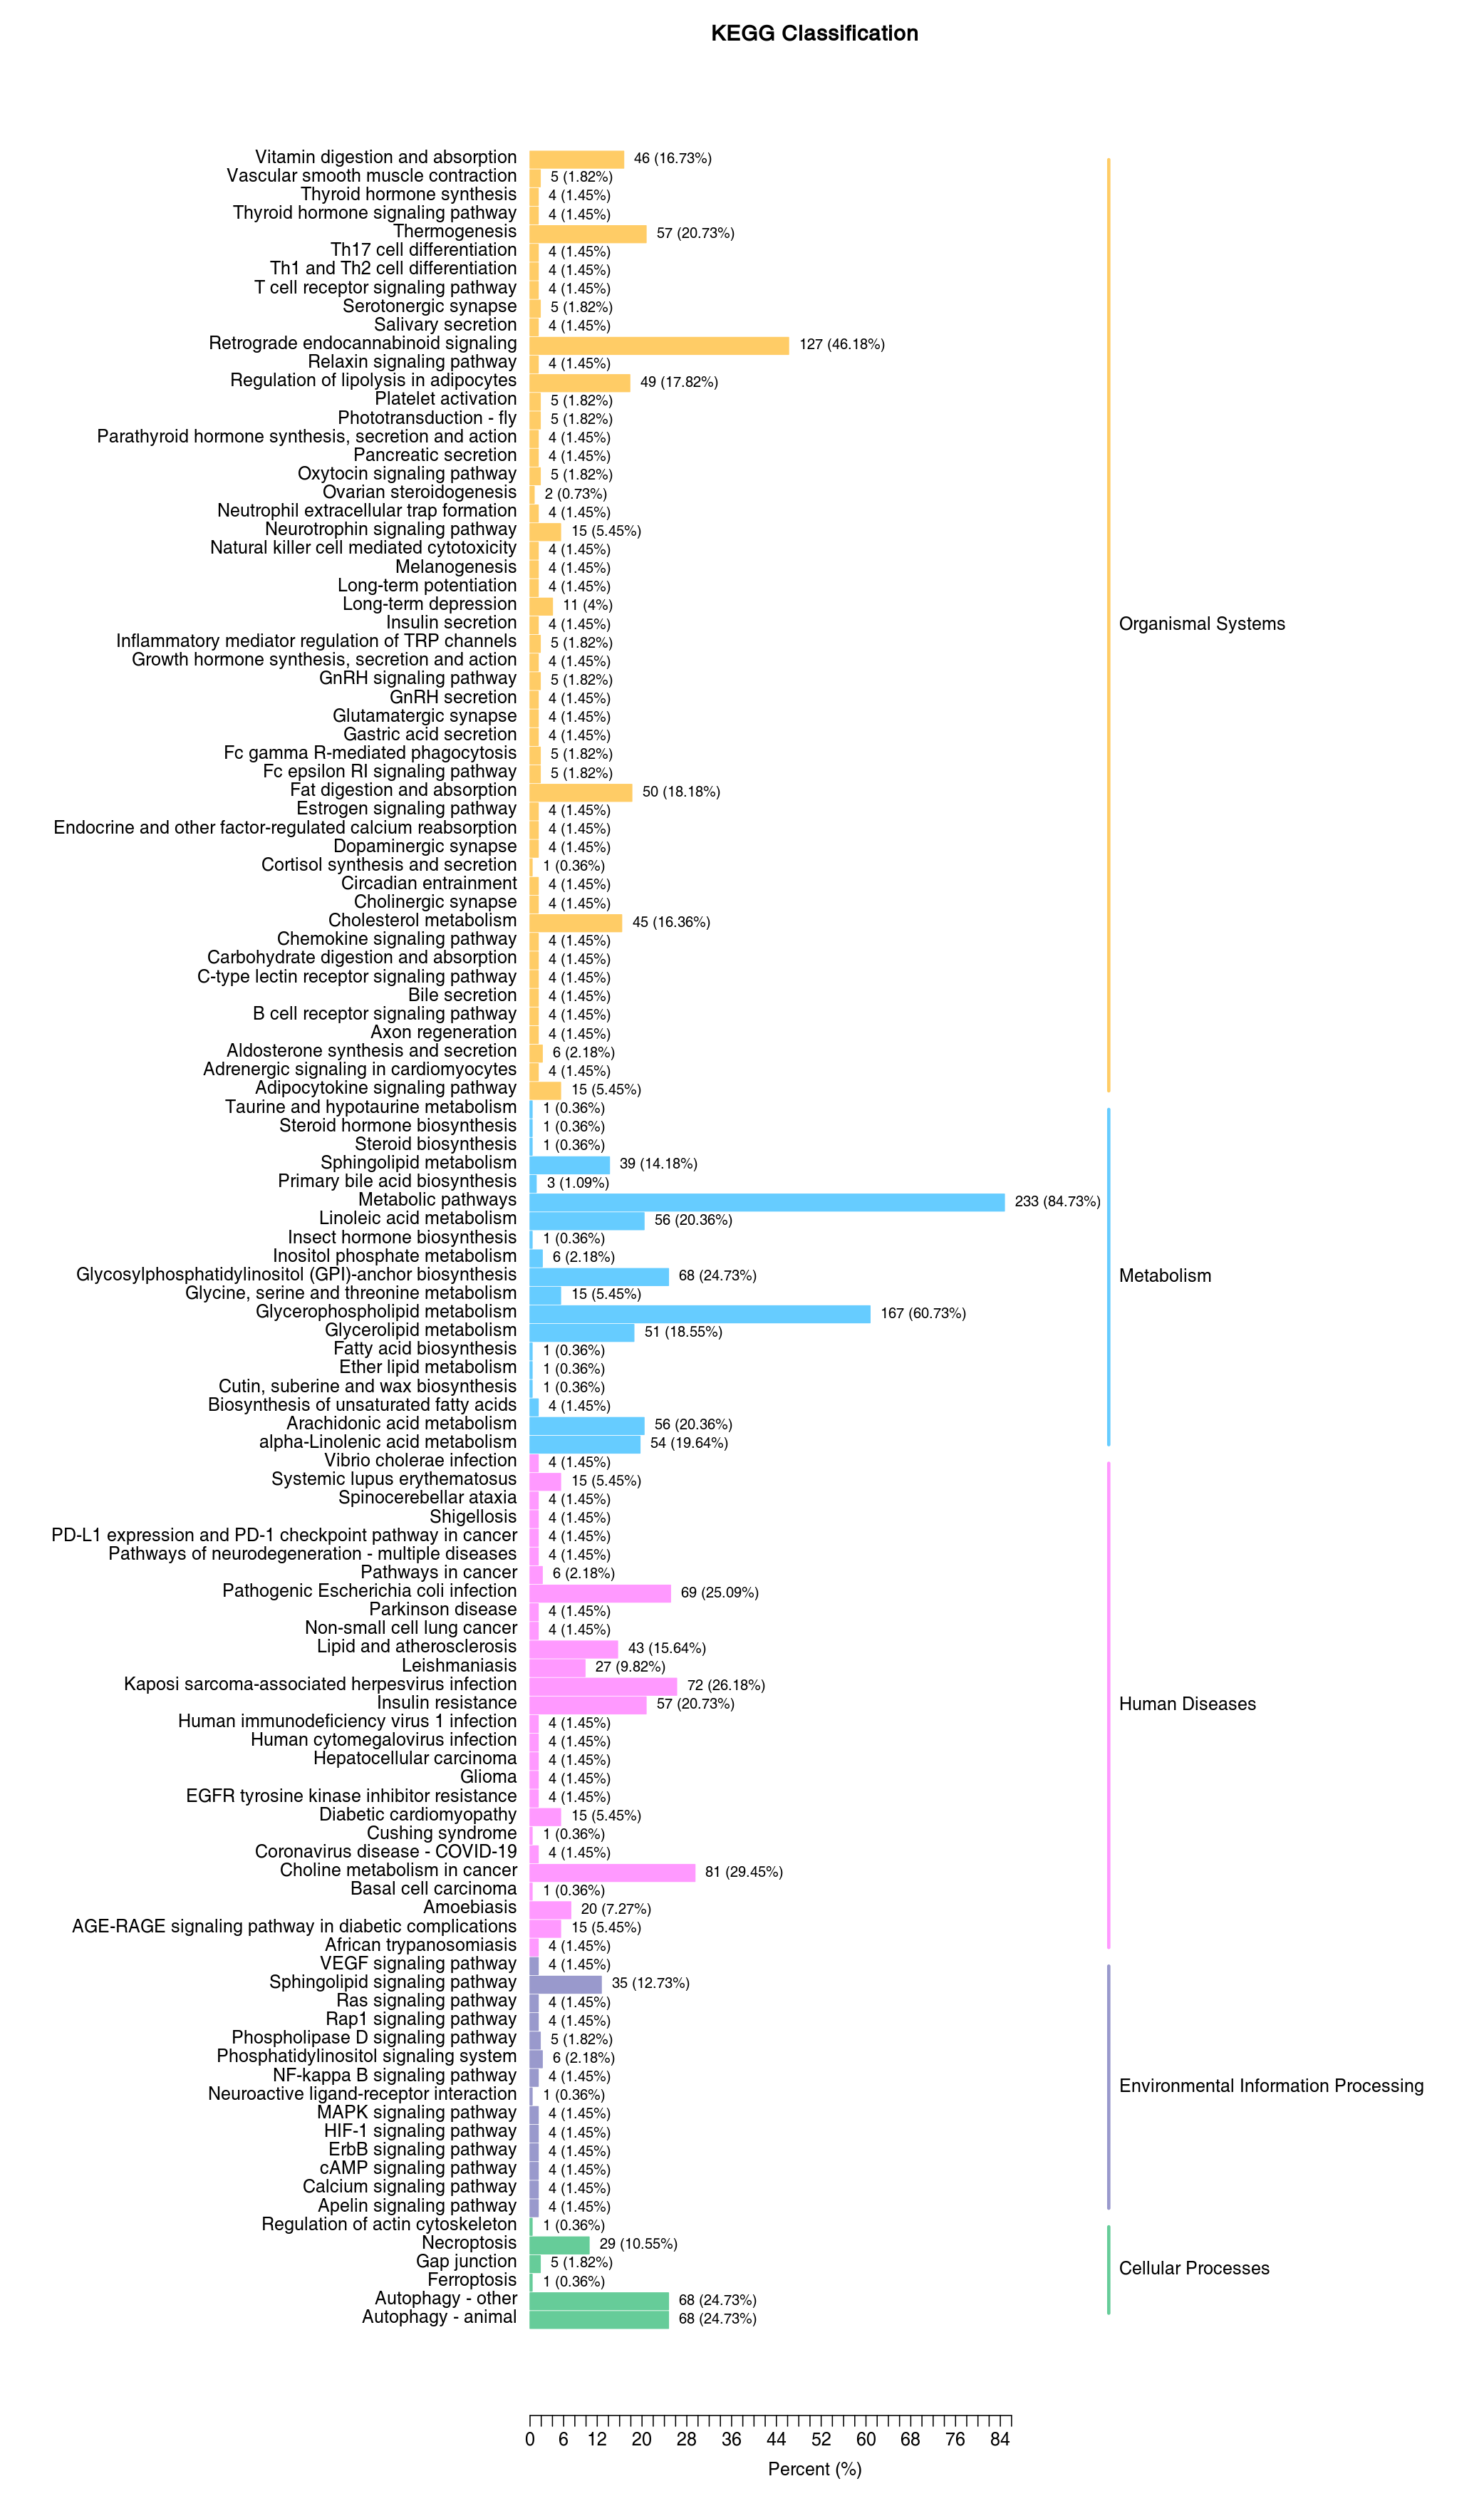 KEGG Classification
Vitamin digestion and absorption 46 (16.73%)
Vascular smooth muscle contraction 5 (1.82%)
Thyroid hormone synthesis 4 (1.45%)
Thyroid hormone signaling pathway 4 (1.45%)
Thermogenesis 57 (20.73%)
Th17 cell differentiation 4 (1.45%)
Th1 and Th2 cell differentiation 4 (1.45%)
T cell receptor signaling pathway 4 (1.45%)
Serotonergic synapse 5 (1.82%)
Salivary secretion 4 (1.45%)
Retrograde endocannabinoid signaling 127 (46.18%)
Relaxin signaling pathway 4 (1.45%)
Regulation of lipolysis in adipocytes 49 (17.82%)
Platelet activation 5 (1.82%)
Phototransduction - fly 5 (1.82%)
Parathyroid hormone synthesis, secretion and action 4 (1.45%)
Pancreatic secretion 4 (1.45%)
Oxytocin signaling pathway 5 (1.82%)
Ovarian steroidogenesis 2 (0.73%)
Neutrophil extracellular trap formation 4 (1.45%)
Neurotrophin signaling pathway 15 (5.45%)
Natural killer cell mediated cytotoxicity 4 (1.45%)
Melanogenesis 4 (1.45%)
Long-term potentiation 4 (1.45%)
Long-term depression 11 (4%)
Insulin secretion 4 (1.45%)
Organismal Systems
Inflammatory mediator regulation of TRP channels 5 (1.82%)
Growth hormone synthesis, secretion and action 4 (1.45%)
GnRH signaling pathway 5 (1.82%)
GnRH secretion 4 (1.45%)
Glutamatergic synapse 4 (1.45%)
Gastric acid secretion 4 (1.45%)
Fc gamma R-mediated phagocytosis 5 (1.82%)
Fc epsilon RI signaling pathway 5 (1.82%)
Fat digestion and absorption 50 (18.18%)
Estrogen signaling pathway 4 (1.45%)
Endocrine and other factor-regulated calcium reabsorption 4 (1.45%)
Dopaminergic synapse 4 (1.45%)
Cortisol synthesis and secretion 1 (0.36%)
Circadian entrainment 4 (1.45%)
Cholinergic synapse 4 (1.45%)
Cholesterol metabolism 45 (16.36%)
Chemokine signaling pathway 4 (1.45%)
Carbohydrate digestion and absorption 4 (1.45%)
C-type lectin receptor signaling pathway 4 (1.45%)
Bile secretion 4 (1.45%)
B cell receptor signaling pathway 4 (1.45%)
Axon regeneration 4 (1.45%)
Aldosterone synthesis and secretion 6 (2.18%)
Adrenergic signaling in cardiomyocytes 4 (1.45%)
Adipocytokine signaling pathway 15 (5.45%)
Taurine and hypotaurine metabolism 1 (0.36%)
Steroid hormone biosynthesis 1 (0.36%)
Steroid biosynthesis 1 (0.36%)
Sphingolipid metabolism 39 (14.18%)
Primary bile acid biosynthesis 3 (1.09%)
Metabolic pathways 233 (84.73%)
Linoleic acid metabolism 56 (20.36%)
Insect hormone biosynthesis 1 (0.36%)
Inositol phosphate metabolism 6 (2.18%)
Glycosylphosphatidylinositol (GPI)-anchor biosynthesis 68 (24.73%)
Metabolism
Glycine, serine and threonine metabolism 15 (5.45%)
Glycerophospholipid metabolism 167 (60.73%)
Glycerolipid metabolism 51 (18.55%)
Fatty acid biosynthesis 1 (0.36%)
Ether lipid metabolism 1 (0.36%)
Cutin, suberine and wax biosynthesis 1 (0.36%)
Biosynthesis of unsaturated fatty acids 4 (1.45%)
Arachidonic acid metabolism 56 (20.36%)
alpha-Linolenic acid metabolism 54 (19.64%)
Vibrio cholerae infection 4 (1.45%)
Systemic lupus erythematosus 15 (5.45%)
Spinocerebellar ataxia 4 (1.45%)
Shigellosis 4 (1.45%)
PD-L1 expression and PD-1 checkpoint pathway in cancer 4 (1.45%)
Pathways of neurodegeneration - multiple diseases 4 (1.45%)
Pathways in cancer 6 (2.18%)
Pathogenic Escherichia coli infection 69 (25.09%)
Parkinson disease 4 (1.45%)
Non-small cell lung cancer 4 (1.45%)
Lipid and atherosclerosis 43 (15.64%)
Leishmaniasis 27 (9.82%)
Kaposi sarcoma-associated herpesvirus infection 72 (26.18%)
Insulin resistance 57 (20.73%)
Human Diseases
Human immunodeficiency virus 1 infection 4 (1.45%)
Human cytomegalovirus infection 4 (1.45%)
Hepatocellular carcinoma 4 (1.45%)
Glioma 4 (1.45%)
EGFR tyrosine kinase inhibitor resistance 4 (1.45%)
Diabetic cardiomyopathy 15 (5.45%)
Cushing syndrome 1 (0.36%)
Coronavirus disease - COVID-19 4 (1.45%)
Choline metabolism in cancer 81 (29.45%)
Basal cell carcinoma 1 (0.36%)
Amoebiasis 20 (7.27%)
AGE-RAGE signaling pathway in diabetic complications 15 (5.45%)
African trypanosomiasis 4 (1.45%)
VEGF signaling pathway 4 (1.45%)
Sphingolipid signaling pathway 35 (12.73%)
Ras signaling pathway 4 (1.45%)
Rap1 signaling pathway 4 (1.45%)
Phospholipase D signaling pathway 5 (1.82%)
Phosphatidylinositol signaling system 6 (2.18%)
NF-kappa B signaling pathway 4 (1.45%)
Environmental Information Processing
Neuroactive ligand-receptor interaction 1 (0.36%)
MAPK signaling pathway 4 (1.45%)
HIF-1 signaling pathway 4 (1.45%)
ErbB signaling pathway 4 (1.45%)
cAMP signaling pathway 4 (1.45%)
Calcium signaling pathway 4 (1.45%)
Apelin signaling pathway 4 (1.45%)
Regulation of actin cytoskeleton 1 (0.36%)
Necroptosis 29 (10.55%)
Gap junction 5 (1.82%)
Cellular Processes
Ferroptosis 1 (0.36%)
Autophagy - other 68 (24.73%)
Autophagy - animal 68 (24.73%)
0 6 12 20 28 36 44 52 60 68 76 84
Percent (%)